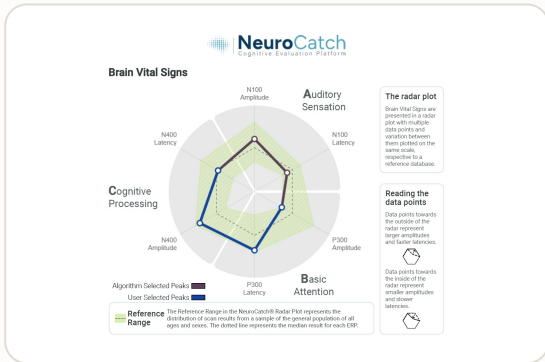 NeuroCatch
Cognitive Evaluation Platform
Brain Vital Signs
N100
Amplitude
Auditory
Sensation
N100
Latency
P300
Amplitude
Basic
Attention
P300
Latency
N400
Amplitude
Cognitive
Processing
N400
Latency
Algorithm Selected Peaks
User Selected Peaks
Reference
Range
The Reference Range in the NeuroCatch® Radar Plot represents the
distribution of scan results from a sample of the general population of all
ages and sexes. The dotted line represents the median result for each ERP.
The radar plot
Brain Vital Signs are
presented in a radar
plot with multiple
data points and
variation between
them plotted on the
same scale,
respective to a
reference database.
Reading the
data points
Data points towards
the outside of the
radar represent
larger amplitudes
and faster latencies.
Data points towards
the inside of the
radar represent
smaller amplitudes
and slower
latencies.